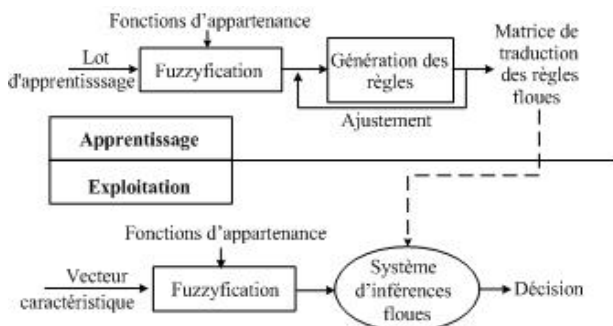 Fonctions d'appartenance
Lot
d'apprentisssage
Fuzzyfication
Génération des
règles
Matrice de
traduction
des règles
floues
Ajustement
Apprentissage
Exploitation
Fonctions d'appartenance
Vecteur
caractéristique
Fuzzyfication
Système
d'inférences
floues
Décision